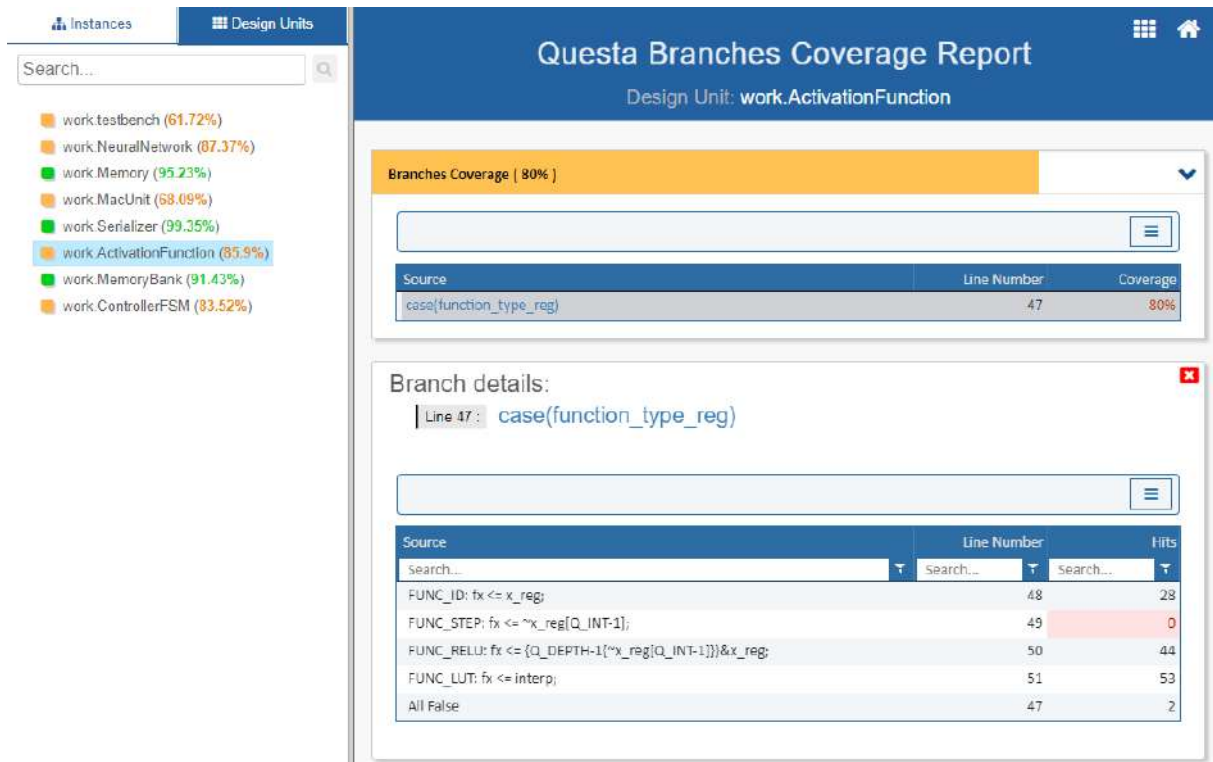 Instances
Design Units
Search...
work.testbench (61.72%)
work.NeuralNetwork (87.37%)
work.Memory (95.23%)
work.MacUnit (68.09%)
work.Serializer (99.35%)
work.ActivationFunction (85.9%)
work.MemoryBank (91.43%)
work.ControllerFSM (83.52%)
Questa Branches Coverage Report
Design Unit: work.ActivationFunction
Branches Coverage ( 80% )
Source Line Number Coverage
case(function_type_reg) 47 80%
Branch details:
Line 47 : case(function_type_reg)
Source Line Number Hits
Search... Search... Search...
FUNC_ID: fx <= x_reg; 48 28
FUNC_STEP: fx <= ~x_reg[Q_INT-1]; 49 0
FUNC_RELU: fx <= {Q_DEPTH-1{~x_reg[Q_INT-1]}}&x_reg; 50 44
FUNC_LUT: fx <= interp; 51 53
All False 47 2